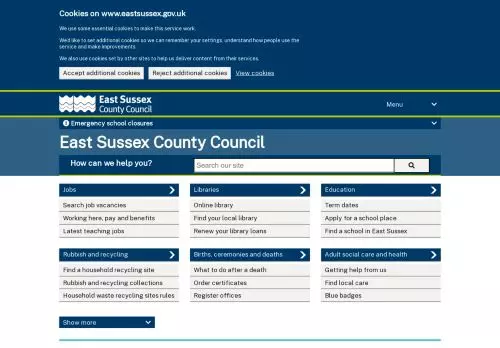 Cookies on www.eastsussex.gov.uk
We use some essential cookies to make this service work.
We'd like to set additional cookies so we can remember your settings, understand how people use the
service and make improvements.
We also use cookies set by other sites to help us deliver content from their services.
Accept additional cookies Reject additional cookies View cookies
East Sussex
County Council
Menu
Emergency school closures
East Sussex County Council
How can we help you?
Search our site
Jobs
Search job vacancies
Working here, pay and benefits
Latest teaching jobs
Libraries
Online library
Find your local library
Renew your library loans
Education
Term dates
Apply for a school place
Find a school in East Sussex
Rubbish and recycling
Find a household recycling site
Rubbish and recycling collections
Household waste recycling sites rules
Births, ceremonies and deaths
What to do after a death
Order certificates
Register offices
Adult social care and health
Getting help from us
Find local care
Blue badges
Show more